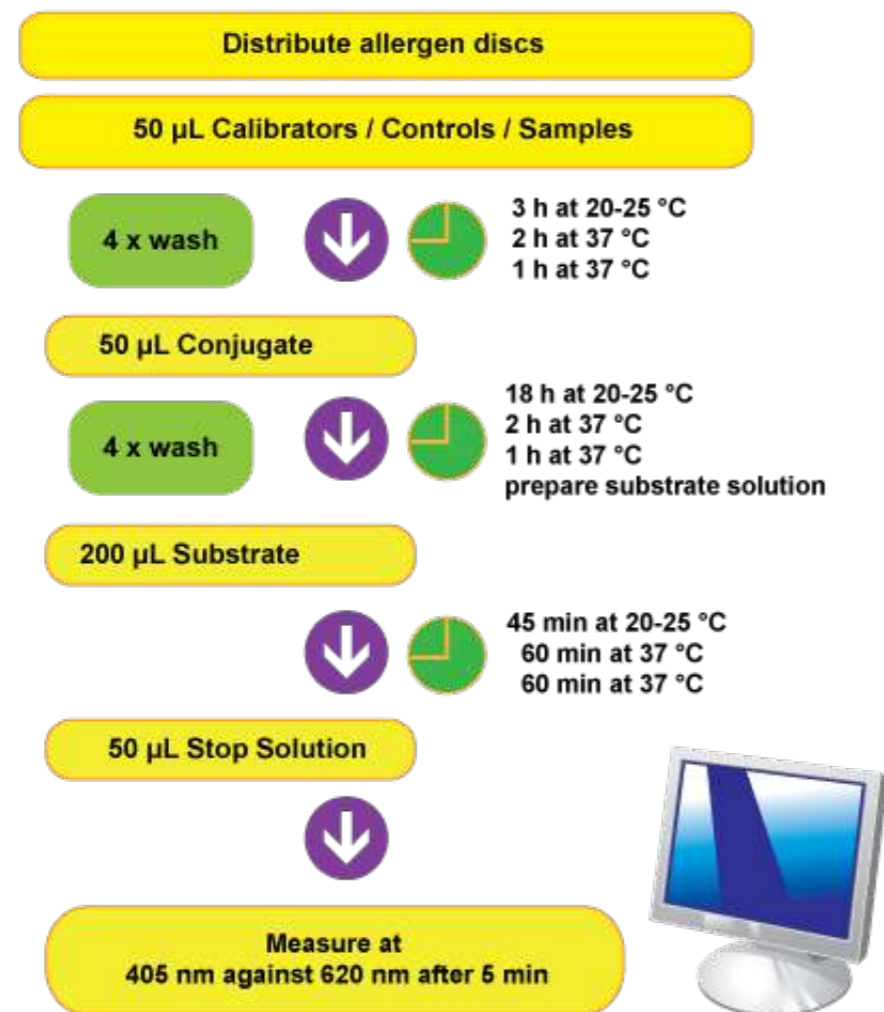 Distribute allergen discs
50 µL Calibrators / Controls / Samples
4 x wash
3 h at 20-25 °C
2 h at 37 °C
1 h at 37 °C
50 µL Conjugate
4 x wash
18 h at 20-25 °C
2 h at 37 °C
1 h at 37 °C
prepare substrate solution
200 µL Substrate
45 min at 20-25 °C
60 min at 37 °C
60 min at 37 °C
50 µL Stop Solution
Measure at
405 nm against 620 nm after 5 min